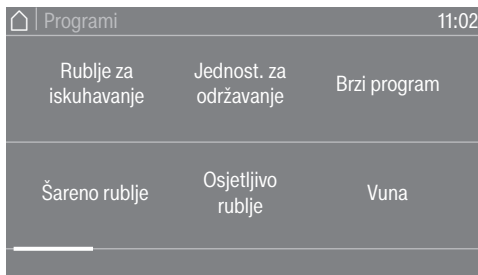 Programi 11:02
Rublje za
iskuhavanje
Jednost. za
održavanje
Brzi program
Šareno rublje
Osjetljivo
rublje
Vuna